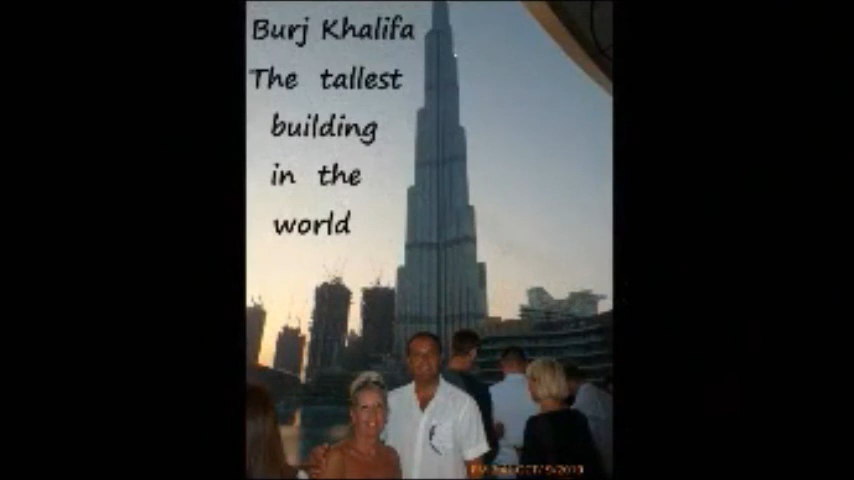 Burj Khalifa
The tallest
building
in the
world